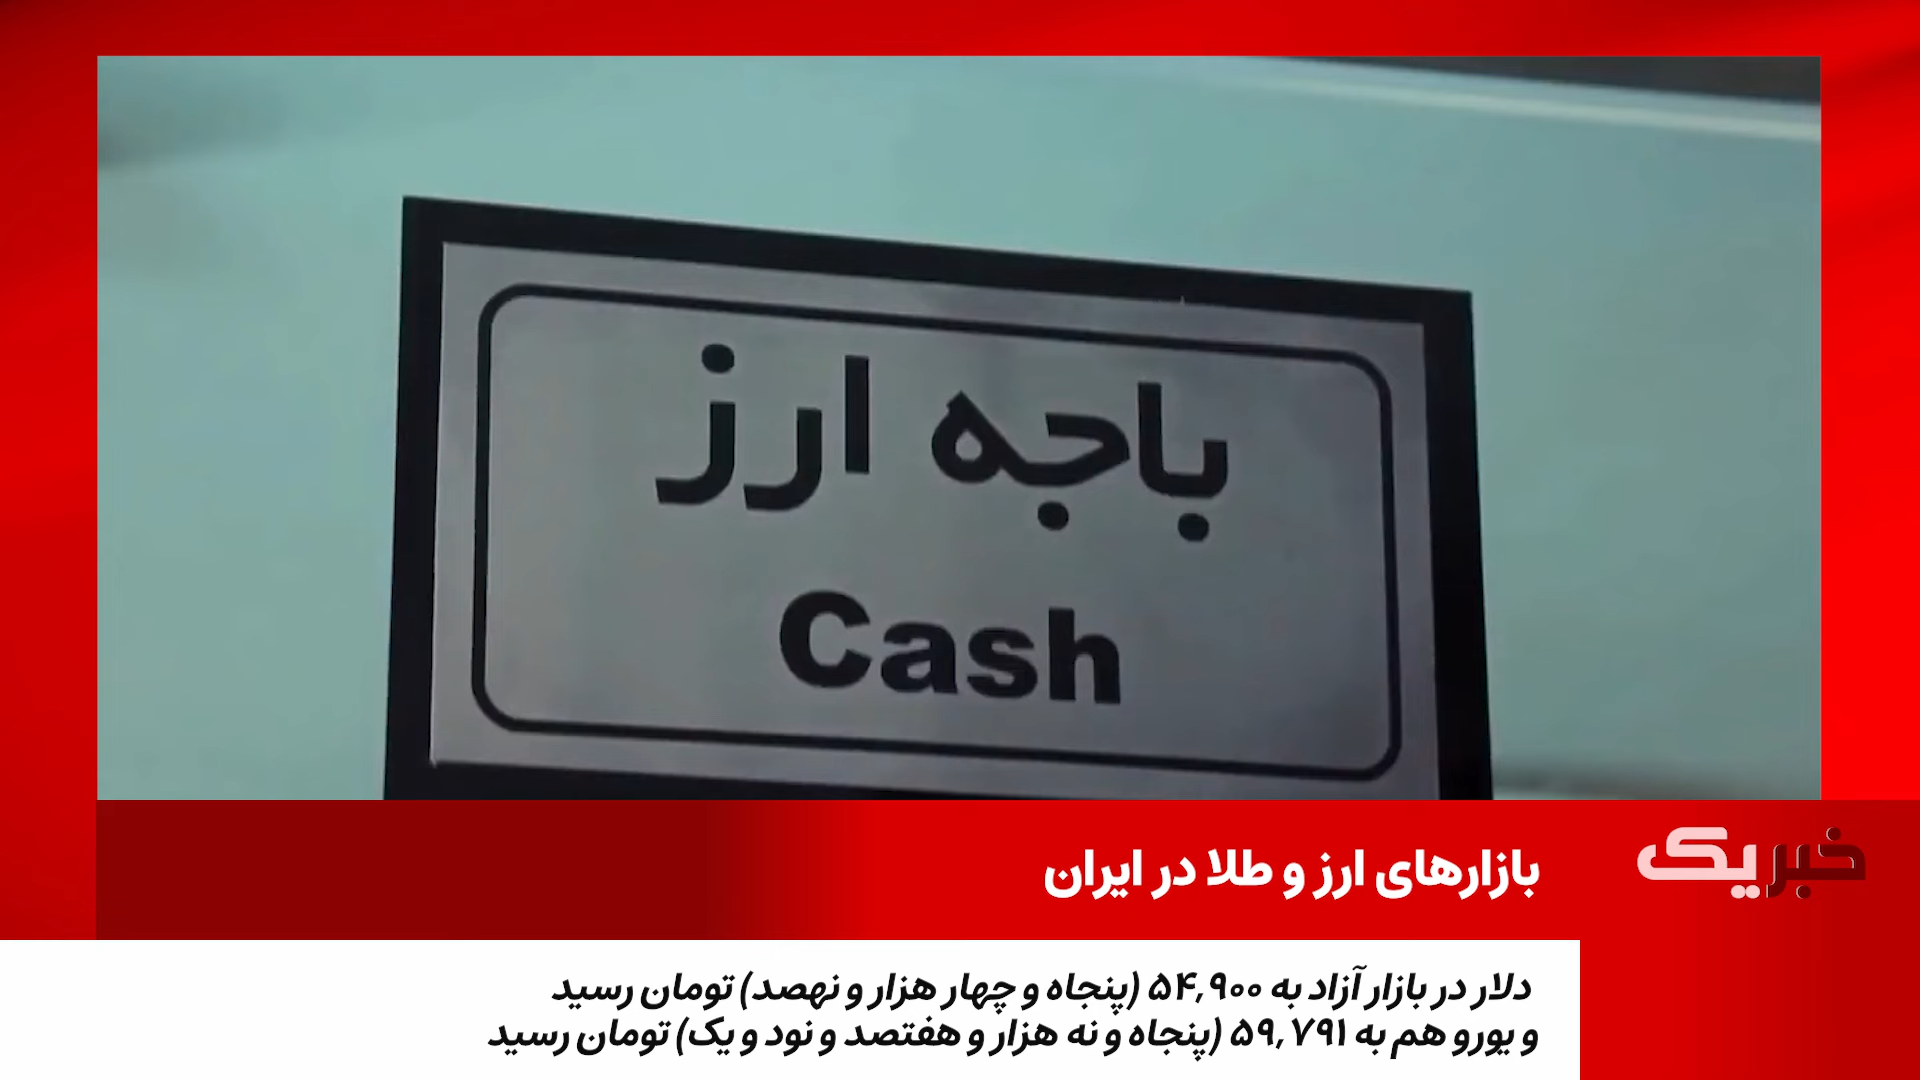 باجه ارز
Cash
خبریک
بازارهای ارز و طلا در ایران
دلار در بازار آزاد به ۵۴,۹۰۰ (پنجاه و چهار هزار و نهصد) تومان رسید
و یورو هم به ۵۹,۷۹۱ (پنجاه و نه هزار و هفتصد و نود و یک) تومان رسید